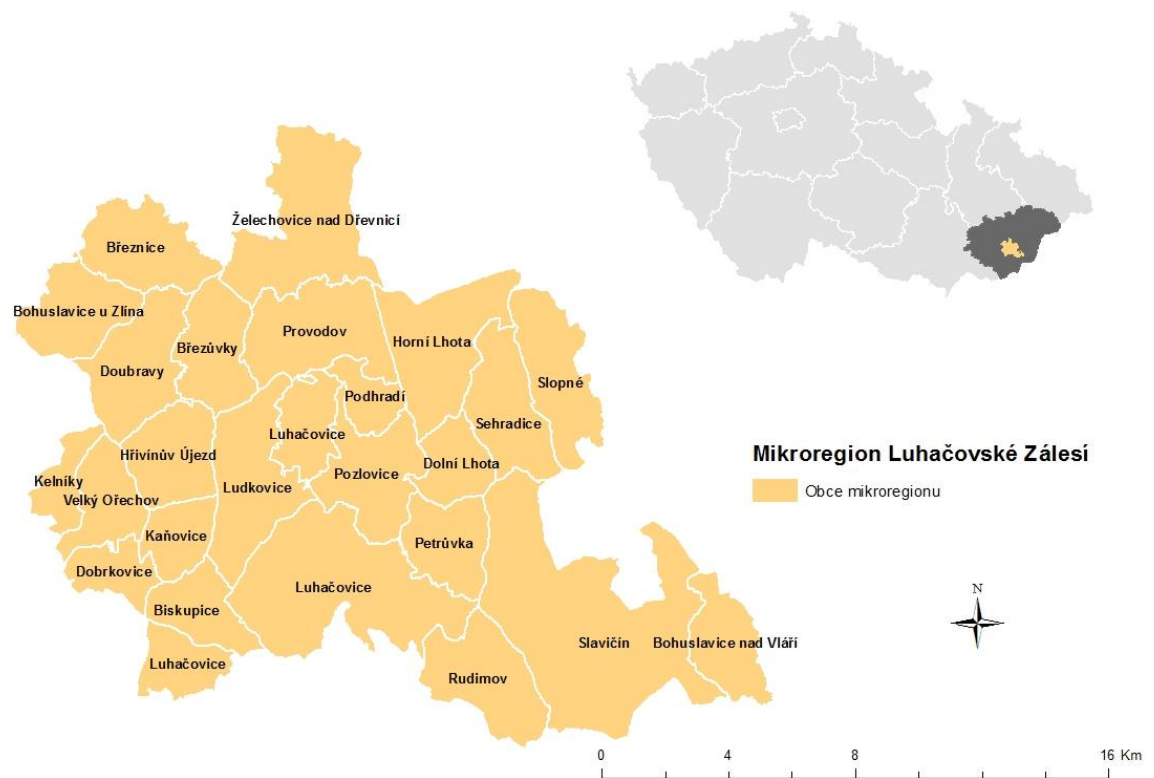 Želechovice nad Dřevnicí
Březnice
Bohuslavice u Zlína
Provodov
Horní Lhota
Březůvky
Doubravy
Slopné
Podhradí
Sehradice
Luhačovice
Hřivínův Újezd
Mikroregion Luhačovské Zálesí
Dolní Lhota
Pozlovice
Kelníky
Ludkovice
Obce mikroregionu
Velký Ořechov
Kaňovice
Petrůvka
Dobrkovice
Luhačovice
N
Biskupice
Slavičín
Bohuslavice nad Vláří
Luhačovice
Rudimov
0 4 8 16 Km